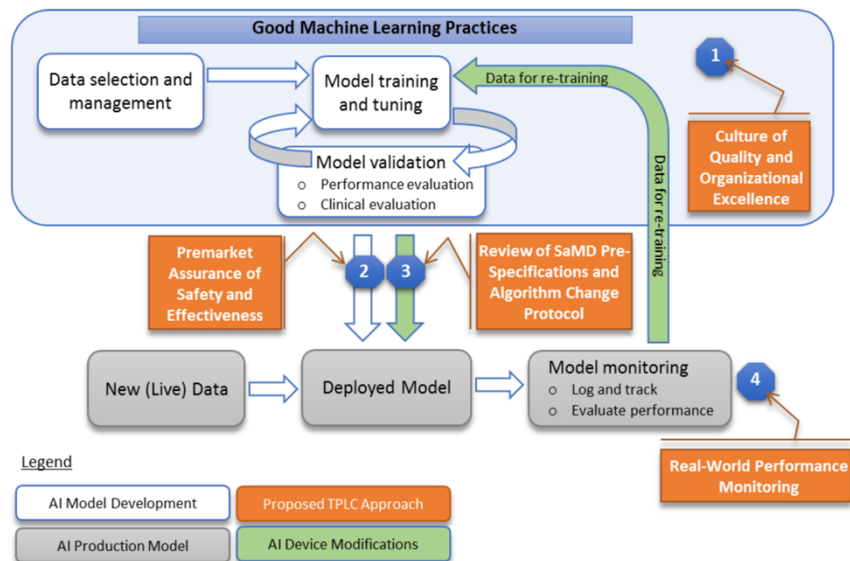 Good Machine Learning Practices
Data selection and
management
Model training
and tuning
Data for re-training
1
Culture of
Quality and
Organizational
Excellence
Model validation
o Performance evaluation
o Clinical evaluation
Data for re-training
Premarket
Assurance of
Safety and
Effectiveness
2
3
Review of SaMD Pre-
Specifications and
Algorithm Change
Protocol
New (Live) Data
Deployed Model
Model monitoring
o Log and track
o Evaluate performance
4
Real-World Performance
Monitoring
Legend
AI Model Development
Proposed TPLC Approach
AI Production Model
AI Device Modifications